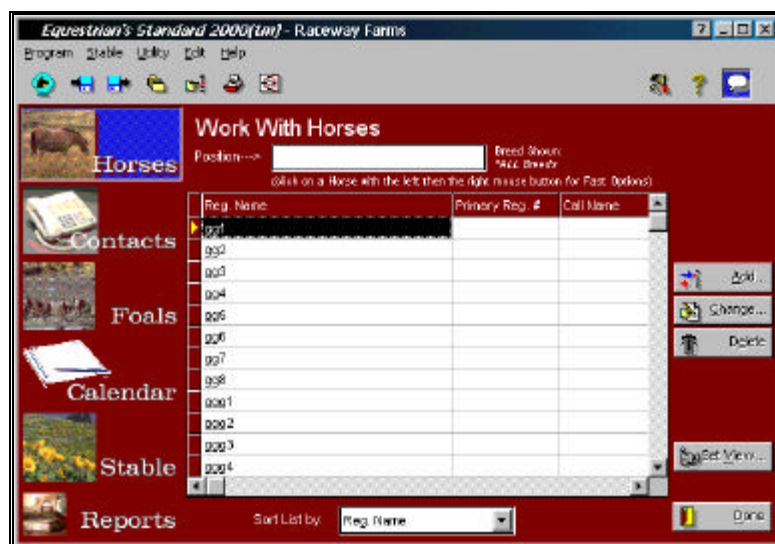 Equestrian's Standard 2000[tm] - Raceway Farms
Program Stable Utility Edit Help
Horses
Work With Horses
Position--->
Breed Shown:
*ALL Breeds
(click on a Horse with the left then the right mouse button for Fast Options)
Reg. Name Primary Reg. # Call Name
gg1
gg2
gg3
gg4
gg5
gg6
gg7
gg8
ggg1
ggg2
ggg3
ggg4
Contacts
Foals
Calendar
Stable
Reports
Add...
Change...
Delete
Set View...
Done
Sort List by: Reg. Name